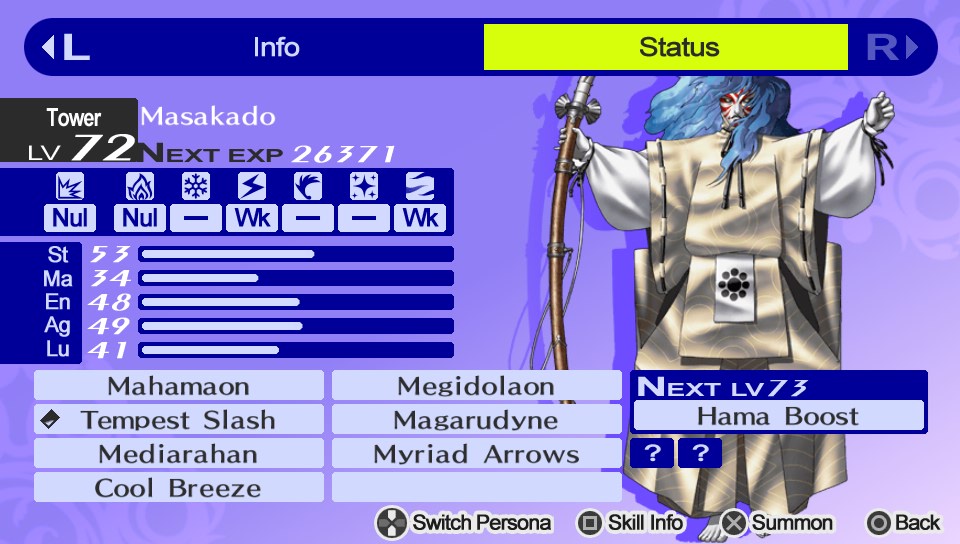 L Info Status R
Tower Masakado
LV 72 NEXT EXP 26371
Nul Nul — Wk — — Wk
St 53
Ma 34
En 48
Ag 49
Lu 41
Mahamaon Megidolaon NEXT LV 73
Tempest Slash Magarudyne Hama Boost
Mediarahan Myriad Arrows ? ?
Cool Breeze
Switch Persona Skill Info Summon Back